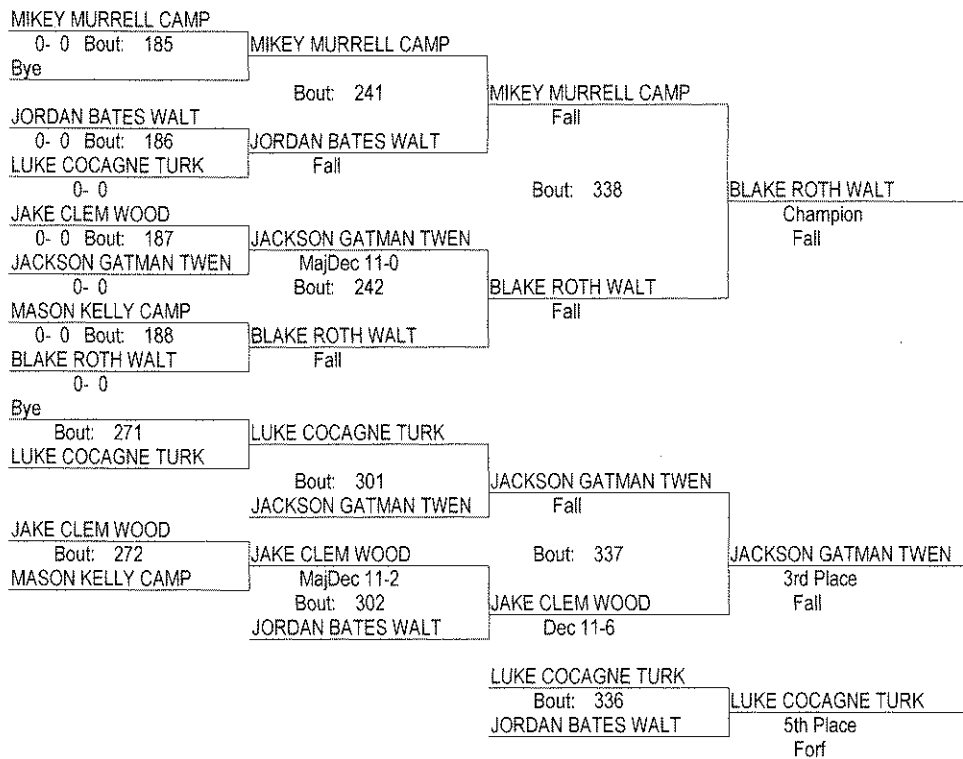 MIKEY MURRELL CAMP
0- 0 Bout: 185
Bye
MIKEY MURRELL CAMP
Bout: 241
JORDAN BATES WALT
0- 0 Bout: 186
LUKE COCAGNE TURK
0- 0
JORDAN BATES WALT
Fall
MIKEY MURRELL CAMP
Fall
Bout: 338
JAKE CLEM WOOD
0- 0 Bout: 187
JACKSON GATMAN TWEN
0- 0
JACKSON GATMAN TWEN
MajDec 11-0
Bout: 242
MASON KELLY CAMP
0- 0 Bout: 188
BLAKE ROTH WALT
0- 0
BLAKE ROTH WALT
Fall
BLAKE ROTH WALT
Fall
BLAKE ROTH WALT
Champion
Fall
Bye
Bout: 271
LUKE COCAGNE TURK
LUKE COCAGNE TURK
Bout: 301
JACKSON GATMAN TWEN
JACKSON GATMAN TWEN
Fall
Bout: 337
JAKE CLEM WOOD
Bout: 272
MASON KELLY CAMP
JAKE CLEM WOOD
MajDec 11-2
Bout: 302
JORDAN BATES WALT
JAKE CLEM WOOD
Dec 11-6
JACKSON GATMAN TWEN
3rd Place
Fall
LUKE COCAGNE TURK
Bout: 336
JORDAN BATES WALT
LUKE COCAGNE TURK
5th Place
Forf